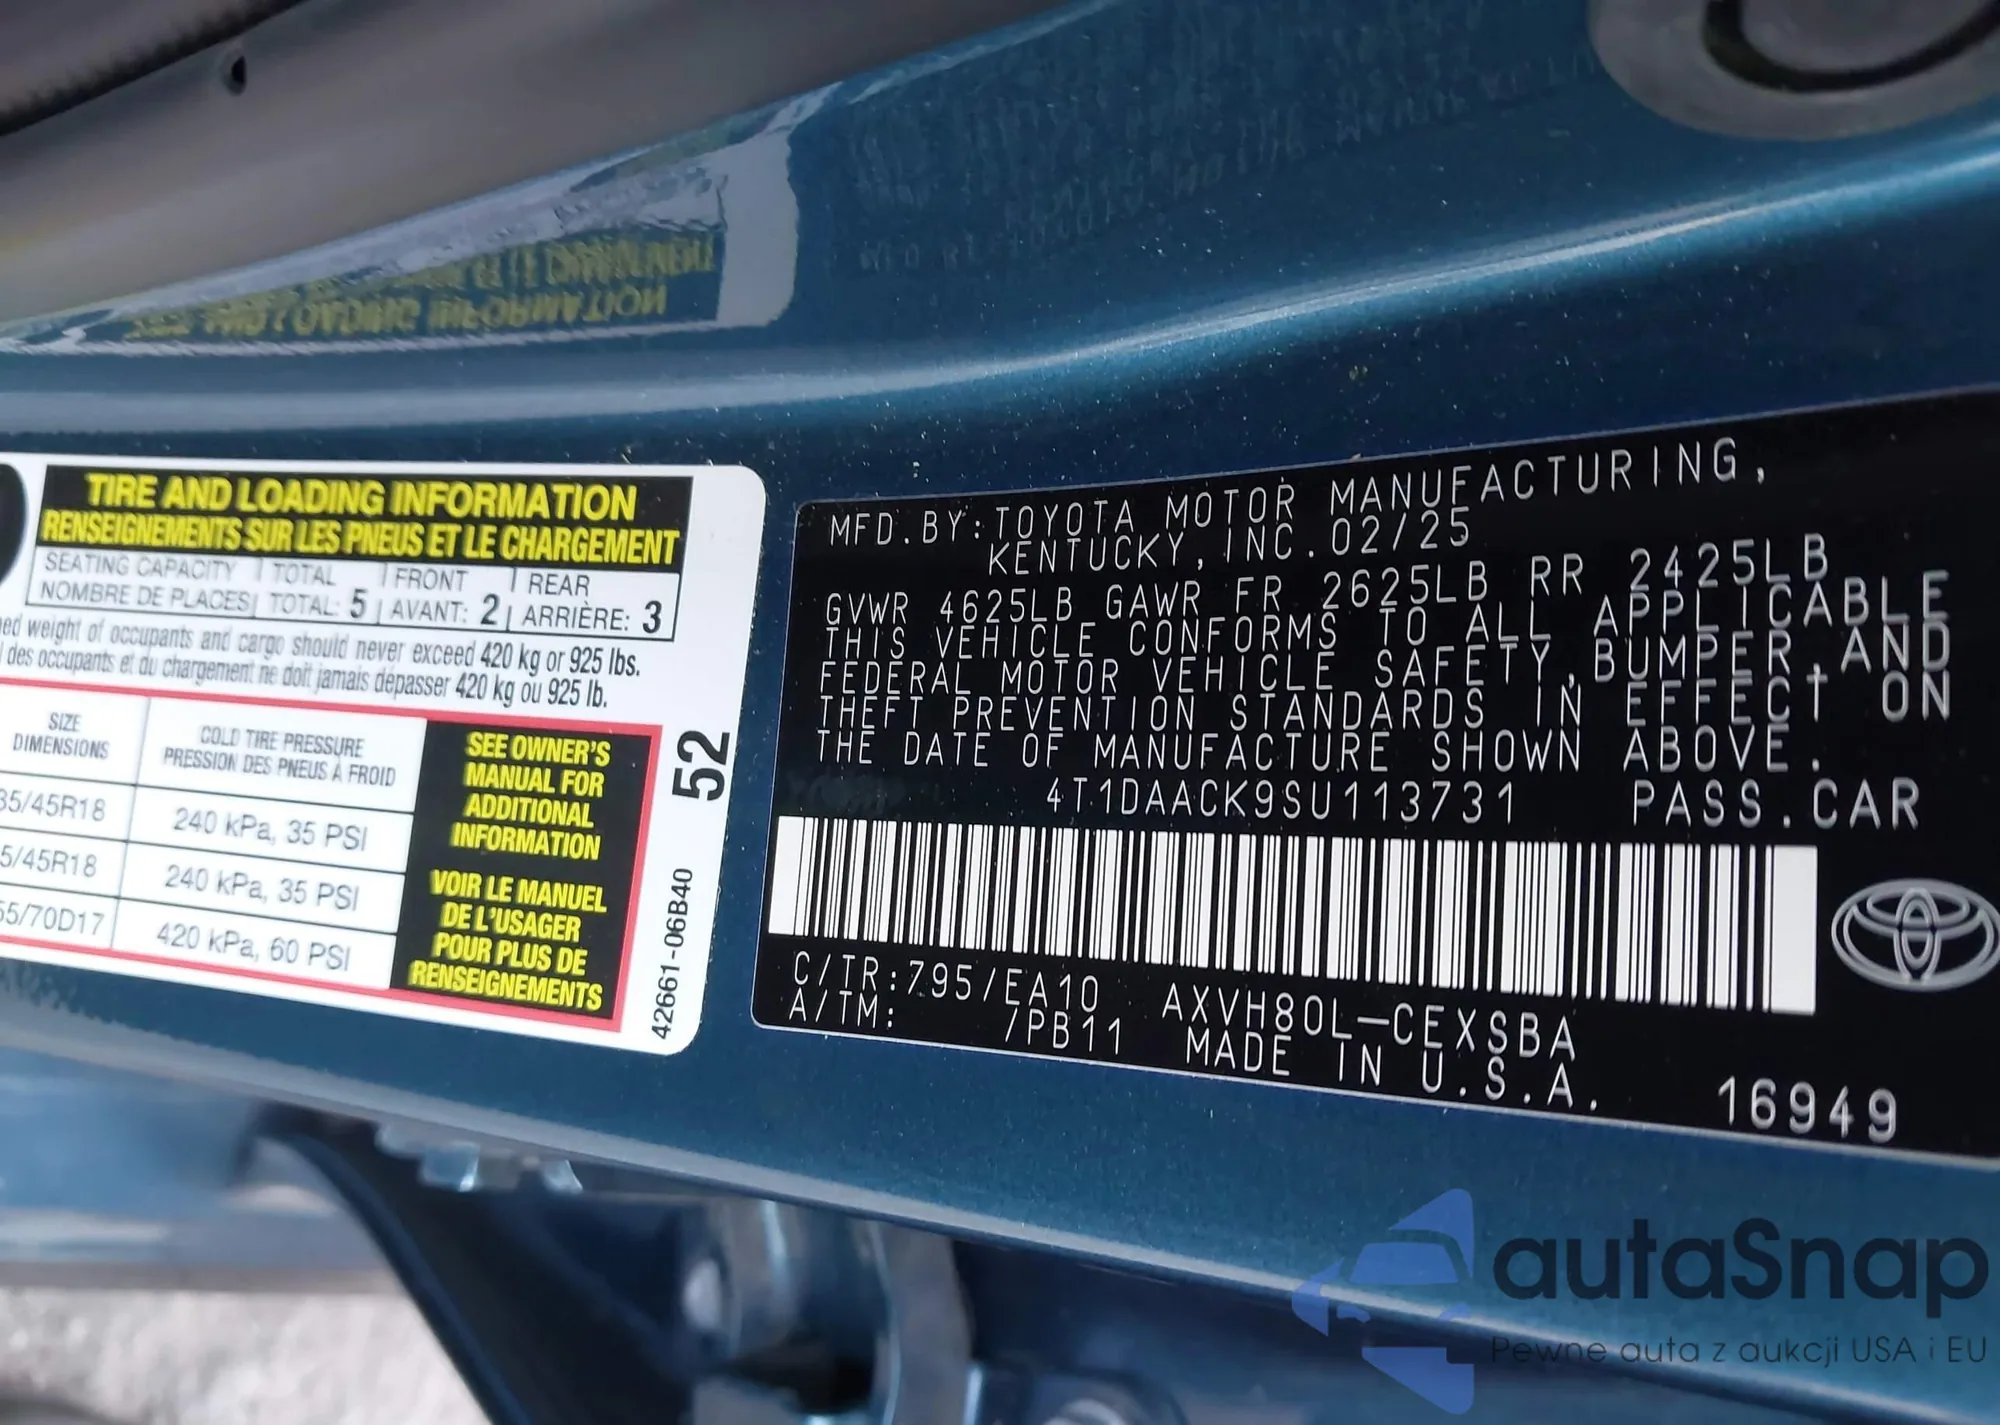 TIRE AND LOADING INFORMATION
RENSEIGNEMENTS SUR LES PNEUS ET LE CHARGEMENT
SEATING CAPACITY TOTAL FRONT REAR
NOMBRE DE PLACES TOTAL: 5 AVANT: 2 ARRIÈRE: 3
weight of occupants and cargo should never exceed 420 kg or 925 lbs.
des occupants et du chargement ne doit jamais dépasser 420 kg ou 925 lb.
SIZE
DIMENSIONS
COLD TIRE PRESSURE
PRESSION DES PNEUS À FROID
35/45R18 240 kPa, 35 PSI
5/45R18 240 kPa, 35 PSI
55/70D17 420 kPa, 60 PSI
SEE OWNER'S
MANUAL FOR
ADDITIONAL
INFORMATION
VOIR LE MANUEL
DE L'USAGER
POUR PLUS DE
RENSEIGNEMENTS
52
42661-06B40
MFD.BY:TOYOTA MOTOR MANUFACTURING,
KENTUCKY,INC.02/25
GVWR 4625LB GAWR FR 2625LB RR 2425LB
THIS VEHICLE CONFORMS TO ALL APPLICABLE
FEDERAL MOTOR VEHICLE SAFETY,BUMPER,AND
THEFT PREVENTION STANDARDS IN EFFECT ON
THE DATE OF MANUFACTURE SHOWN ABOVE.
4T1DAACK9SU113731 PASS.CAR
C/TR:795/EA10 AXVH80L-CEXSBA
A/TM: /PB11 MADE IN U.S.A.
16949
autaSnap
Pewne auta z aukcji USA i EU